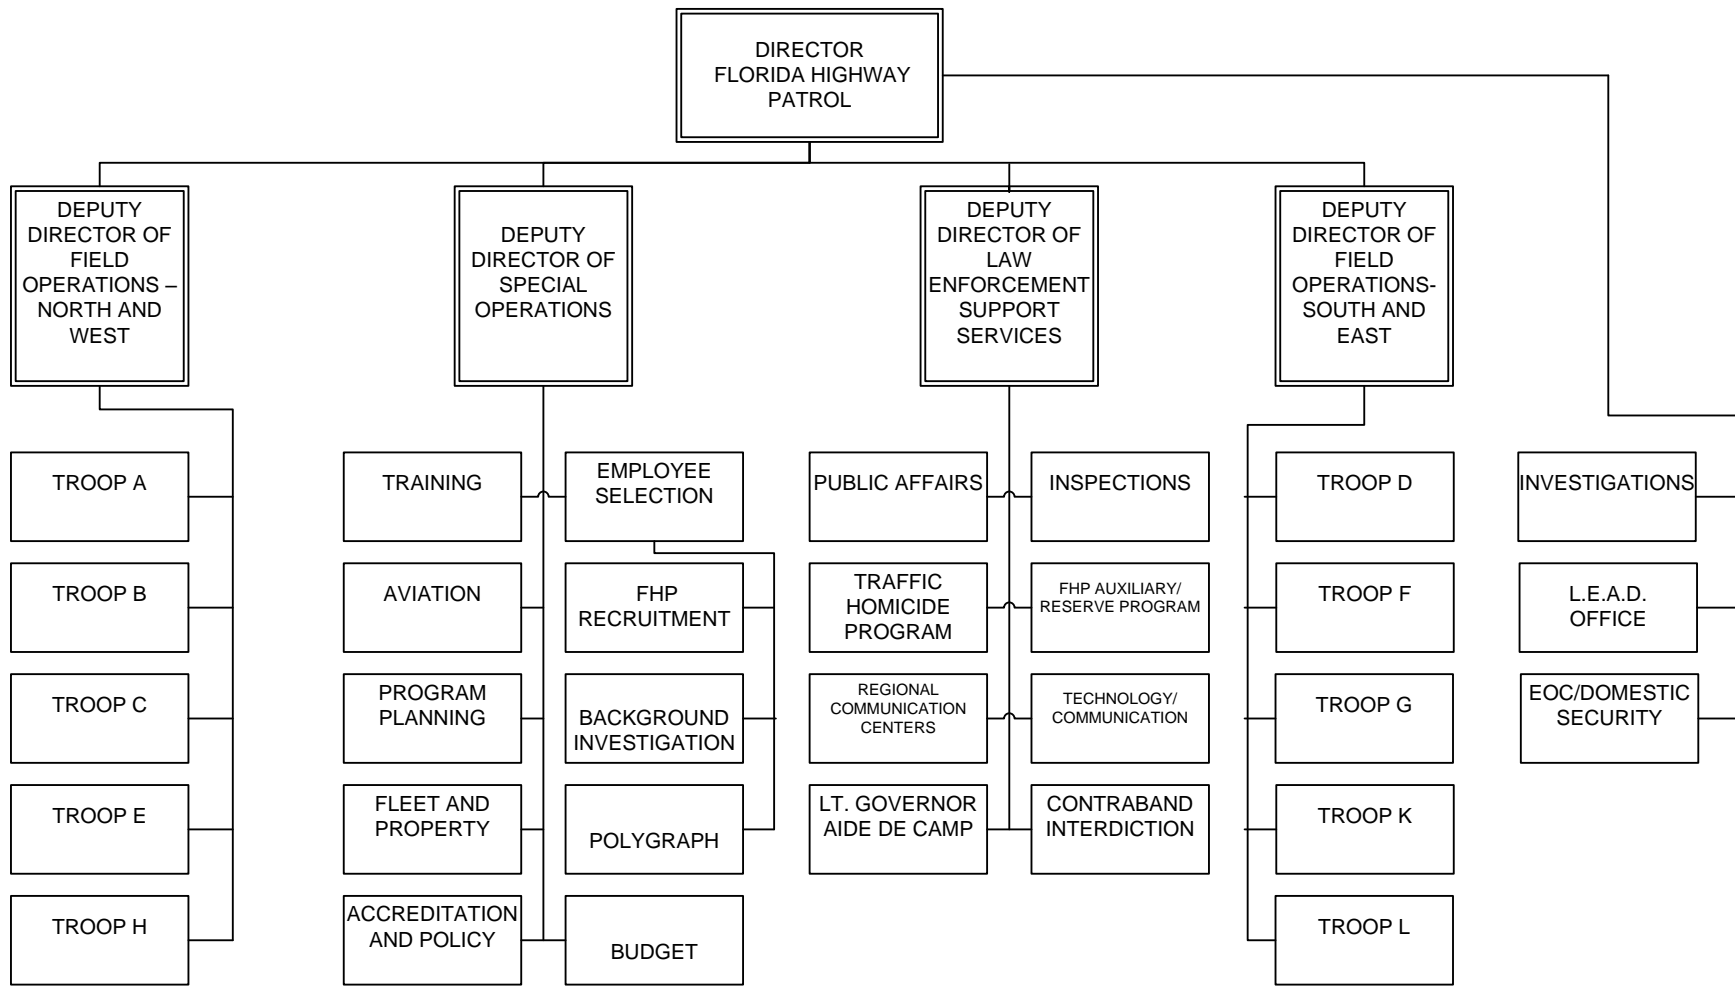 DIRECTOR
FLORIDA HIGHWAY
PATROL
DEPUTY
DIRECTOR OF
FIELD
OPERATIONS –
NORTH AND
WEST
DEPUTY
DIRECTOR OF
SPECIAL
OPERATIONS
DEPUTY
DIRECTOR OF
LAW
ENFORCEMENT
SUPPORT
SERVICES
DEPUTY
DIRECTOR OF
FIELD
OPERATIONS-
SOUTH AND
EAST
TROOP A
TROOP B
TROOP C
TROOP E
TROOP H
TRAINING
AVIATION
PROGRAM
PLANNING
FLEET AND
PROPERTY
ACCREDITATION
AND POLICY
EMPLOYEE
SELECTION
FHP
RECRUITMENT
BACKGROUND
INVESTIGATION
POLYGRAPH
BUDGET
PUBLIC AFFAIRS
TRAFFIC
HOMICIDE
PROGRAM
REGIONAL
COMMUNICATION
CENTERS
LT. GOVERNOR
AIDE DE CAMP
INSPECTIONS
FHP AUXILIARY/
RESERVE PROGRAM
TECHNOLOGY/
COMMUNICATION
CONTRABAND
INTERDICTION
TROOP D
TROOP F
TROOP G
TROOP K
TROOP L
INVESTIGATIONS
L.E.A.D.
OFFICE
EOC/DOMESTIC
SECURITY